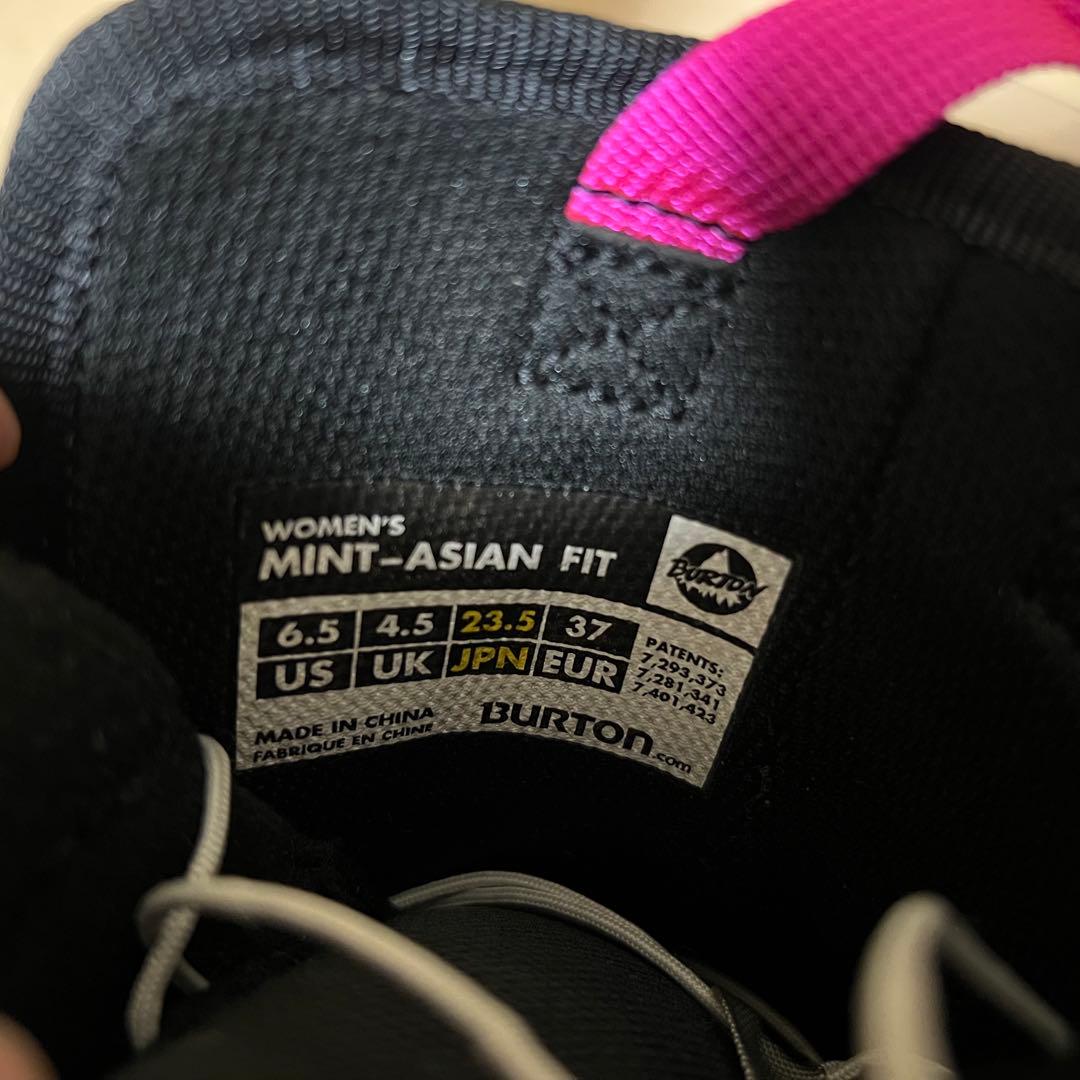 WOMEN'S
MINT-ASIAN FIT
BURTON
6.5 4.5 23.5 37
US UK JPN EUR
PATENTS:
7,293,373
7,281,341
7,401,423
MADE IN CHINA
FABRIQUE EN CHINE
BURTON.com